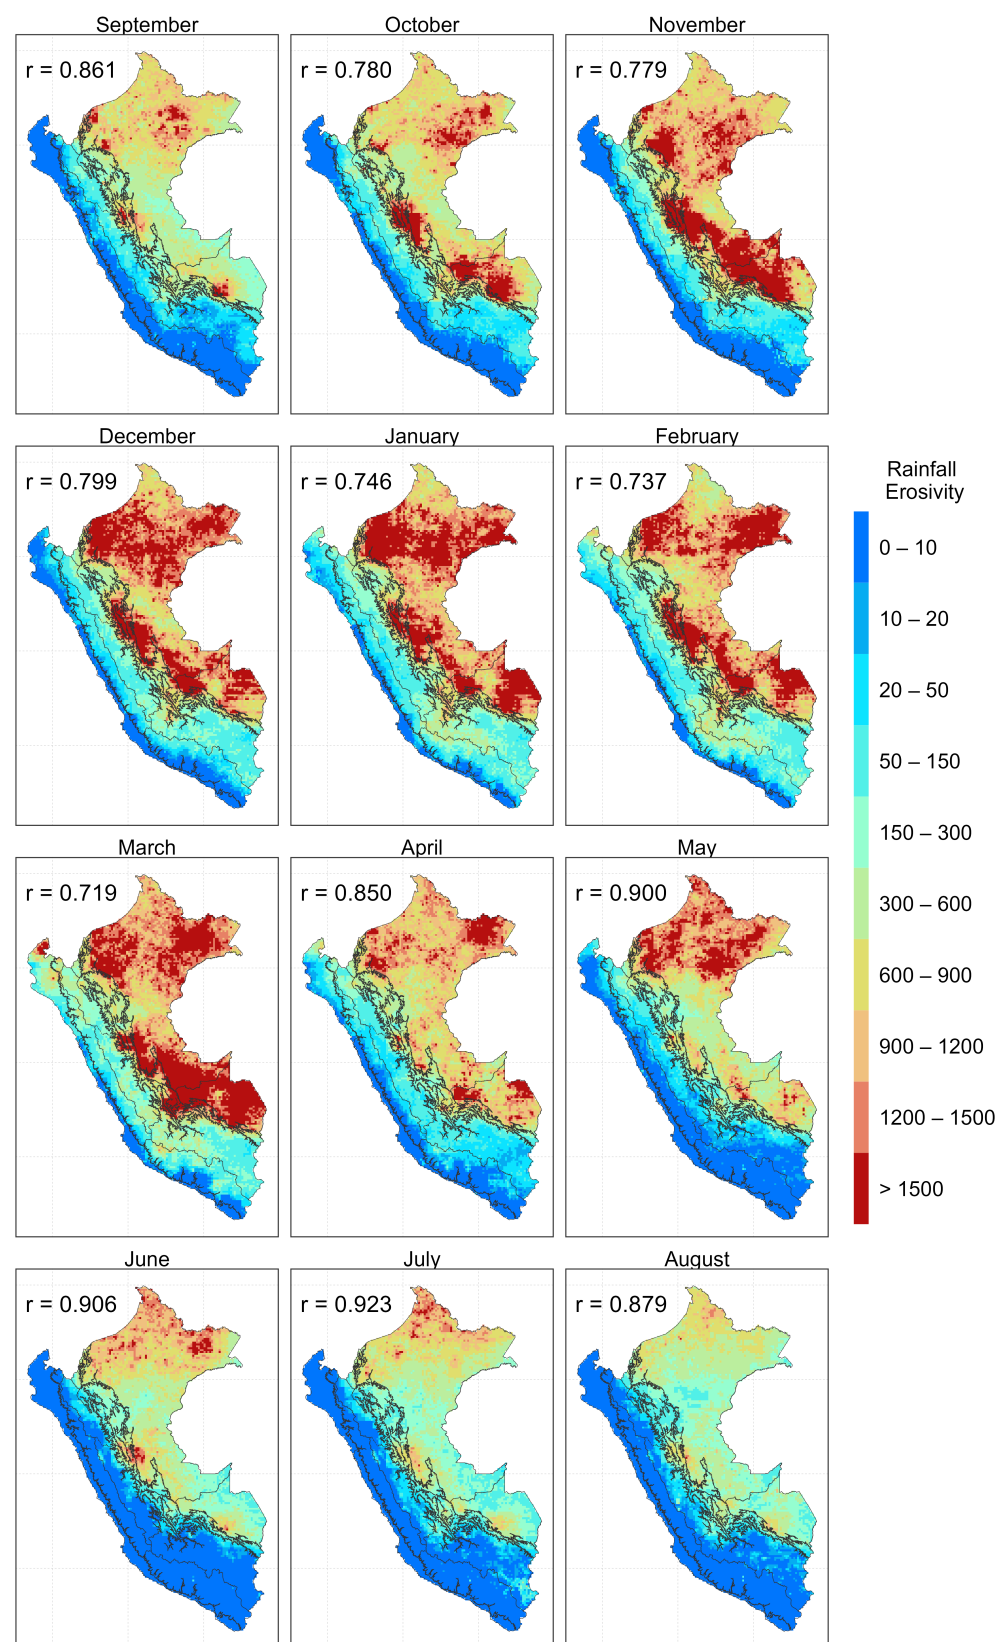 September
October
November
r = 0.861
r = 0.780
r = 0.779
December
January
February
r = 0.799
r = 0.746
r = 0.737
Rainfall
Erosivity
0 – 10
10 – 20
20 – 50
50 – 150
150 – 300
300 – 600
600 – 900
900 – 1200
1200 – 1500
> 1500
March
April
May
r = 0.719
r = 0.850
r = 0.900
June
July
August
r = 0.906
r = 0.923
r = 0.879